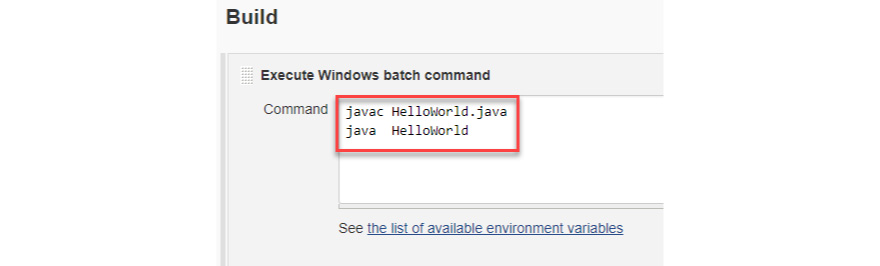 Build
Execute Windows batch command
Command
javac HelloWorld.java
java  HelloWorld
See the list of available environment variables